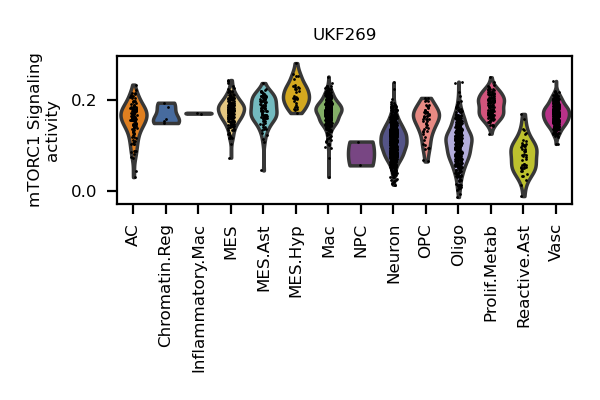 UKF269
mTORC1 Signaling
activity
0.2
0.0
AC
Chromatin.Reg
Inflammatory.Mac
MES
MES.Ast
MES.Hyp
Mac
NPC
Neuron
OPC
Oligo
Prolif.Metab
Reactive.Ast
Vasc